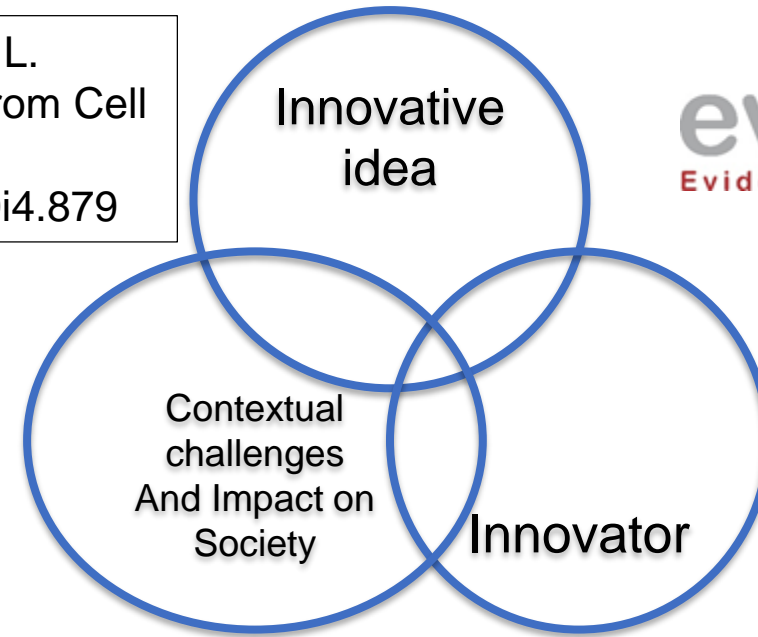 L.
rom Cell
i4.879
Innovative
idea
Evid
Contextual
challenges
And Impact on
Society
Innovator